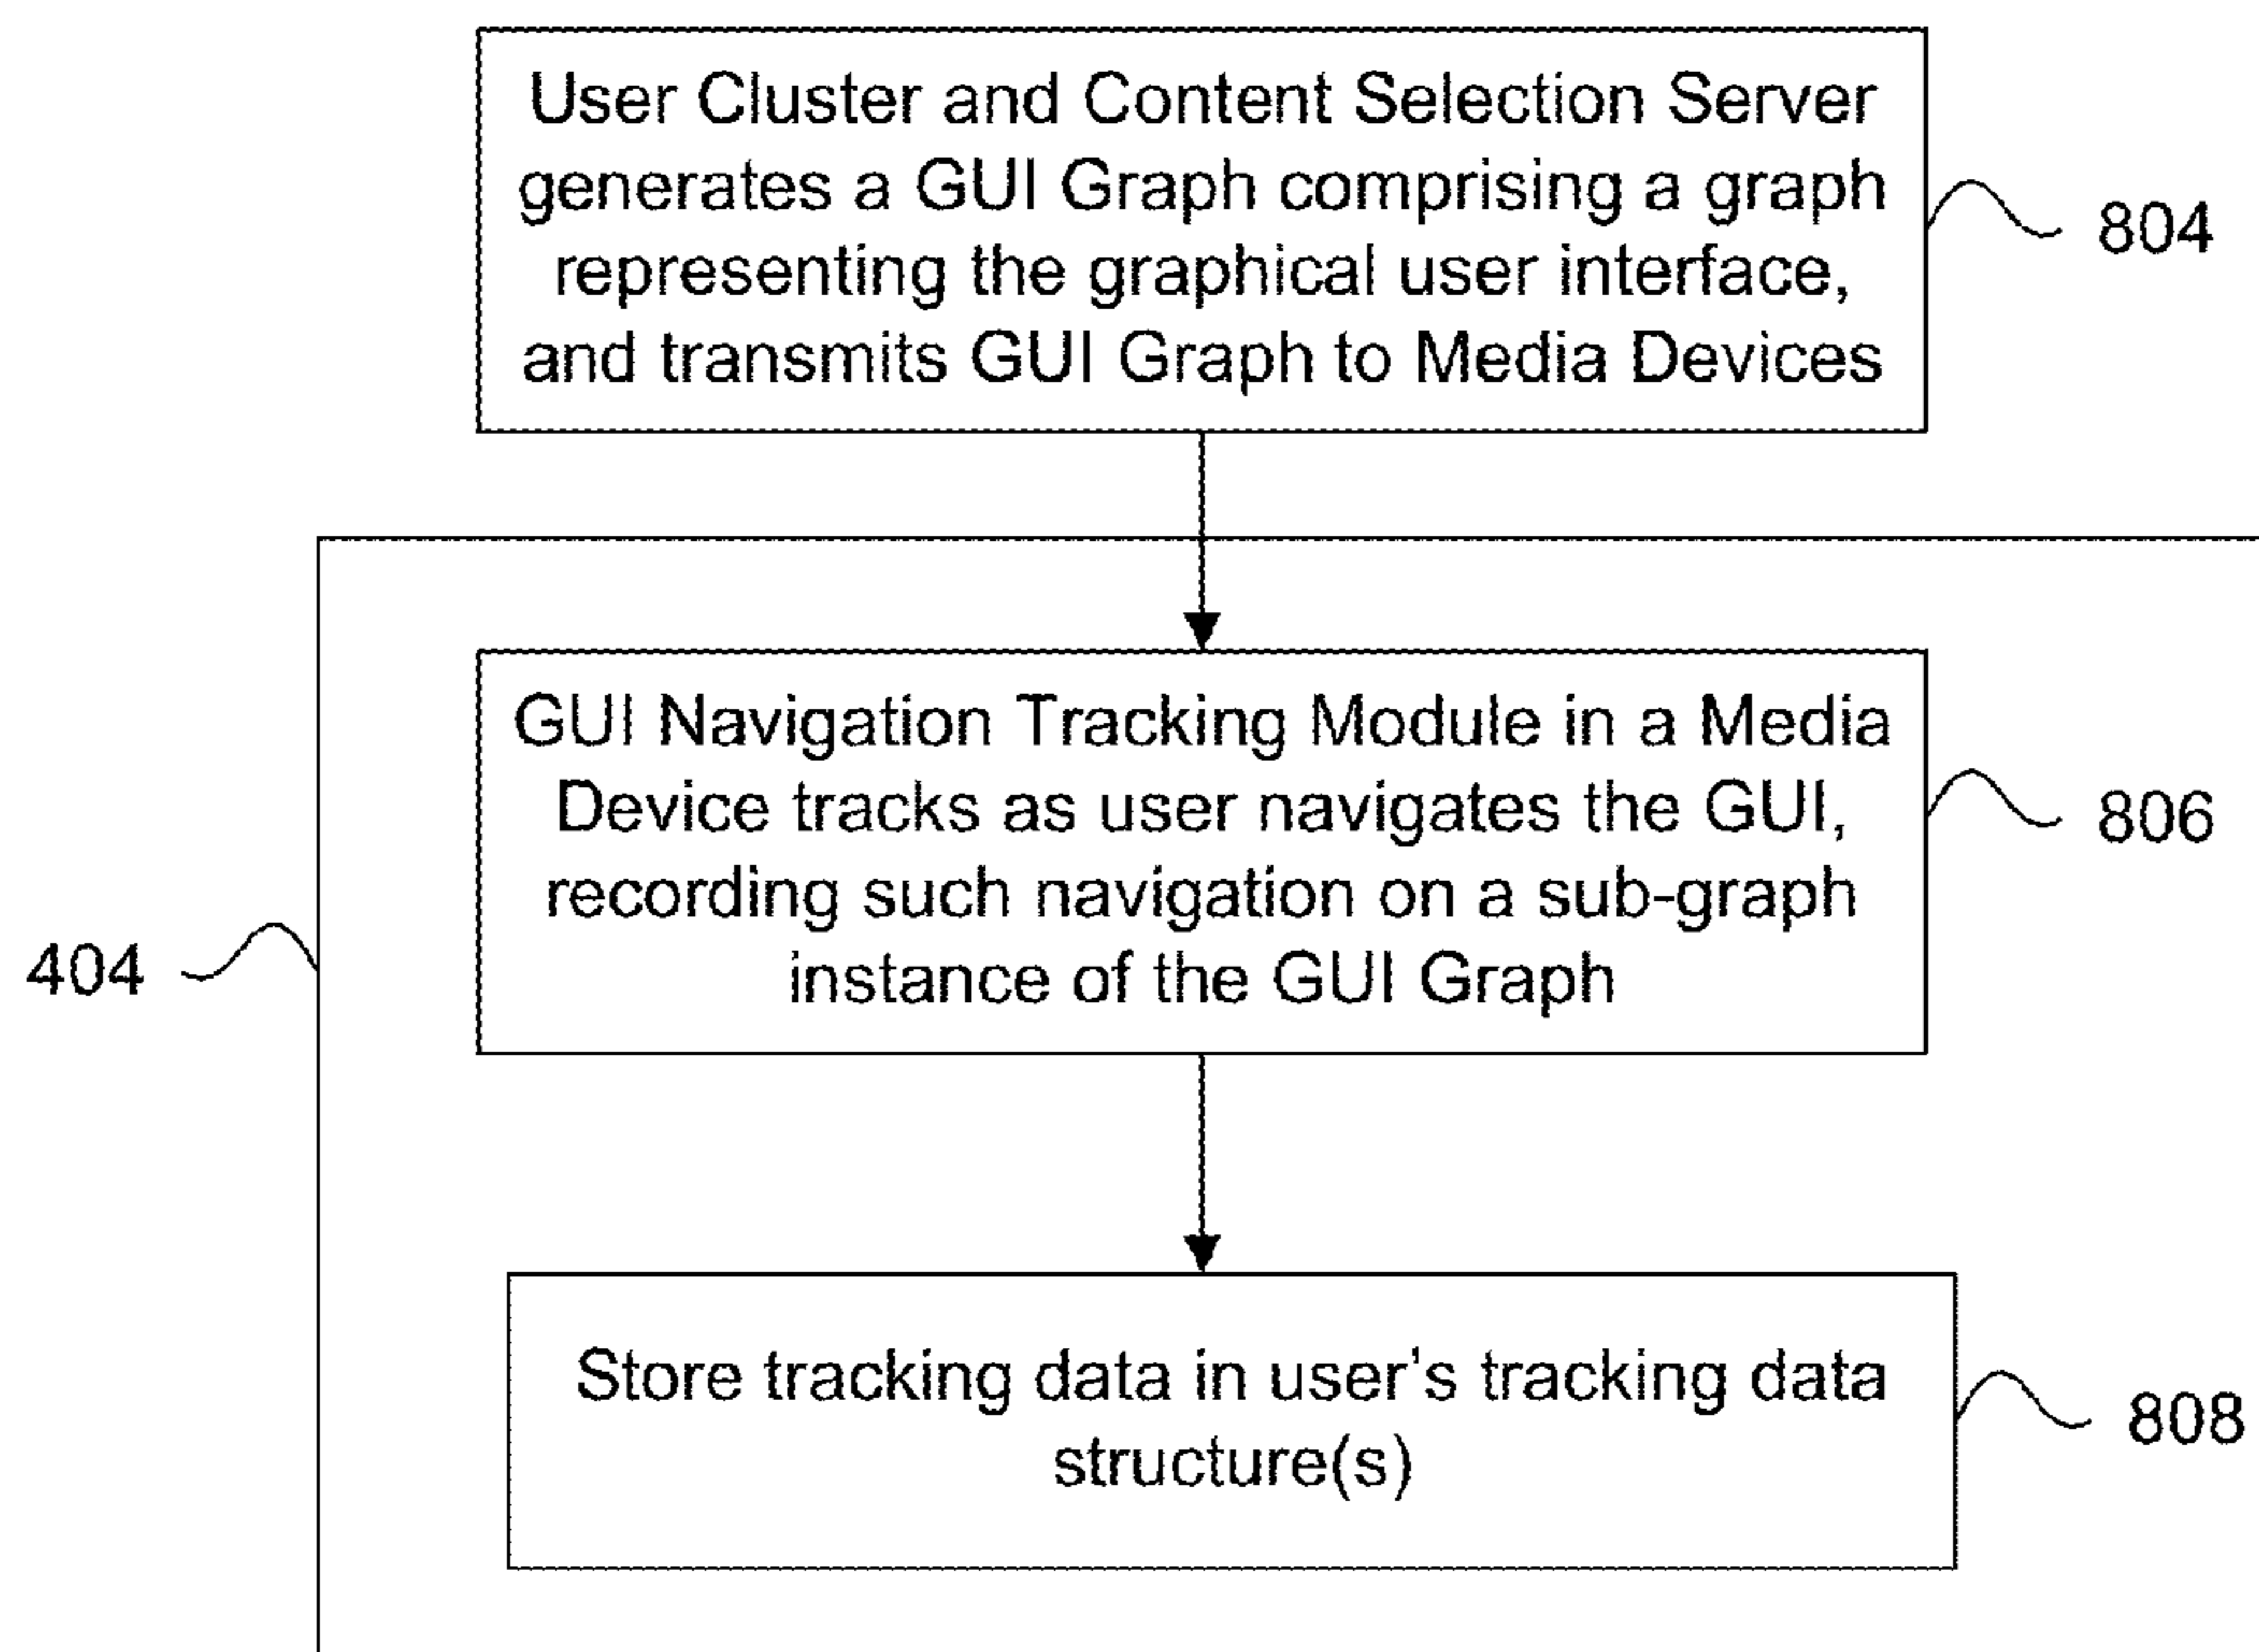 User Cluster and Content Selection Server
generates a GUI Graph comprising a graph
representing the graphical user interface,
and transmits GUI Graph to Media Devices
804
GUI Navigation Tracking Module in a Media
Device tracks as user navigates the GUI,
recording such navigation on a sub-graph
instance of the GUI Graph
806
404
Store tracking data in user's tracking data
structure(s)
808